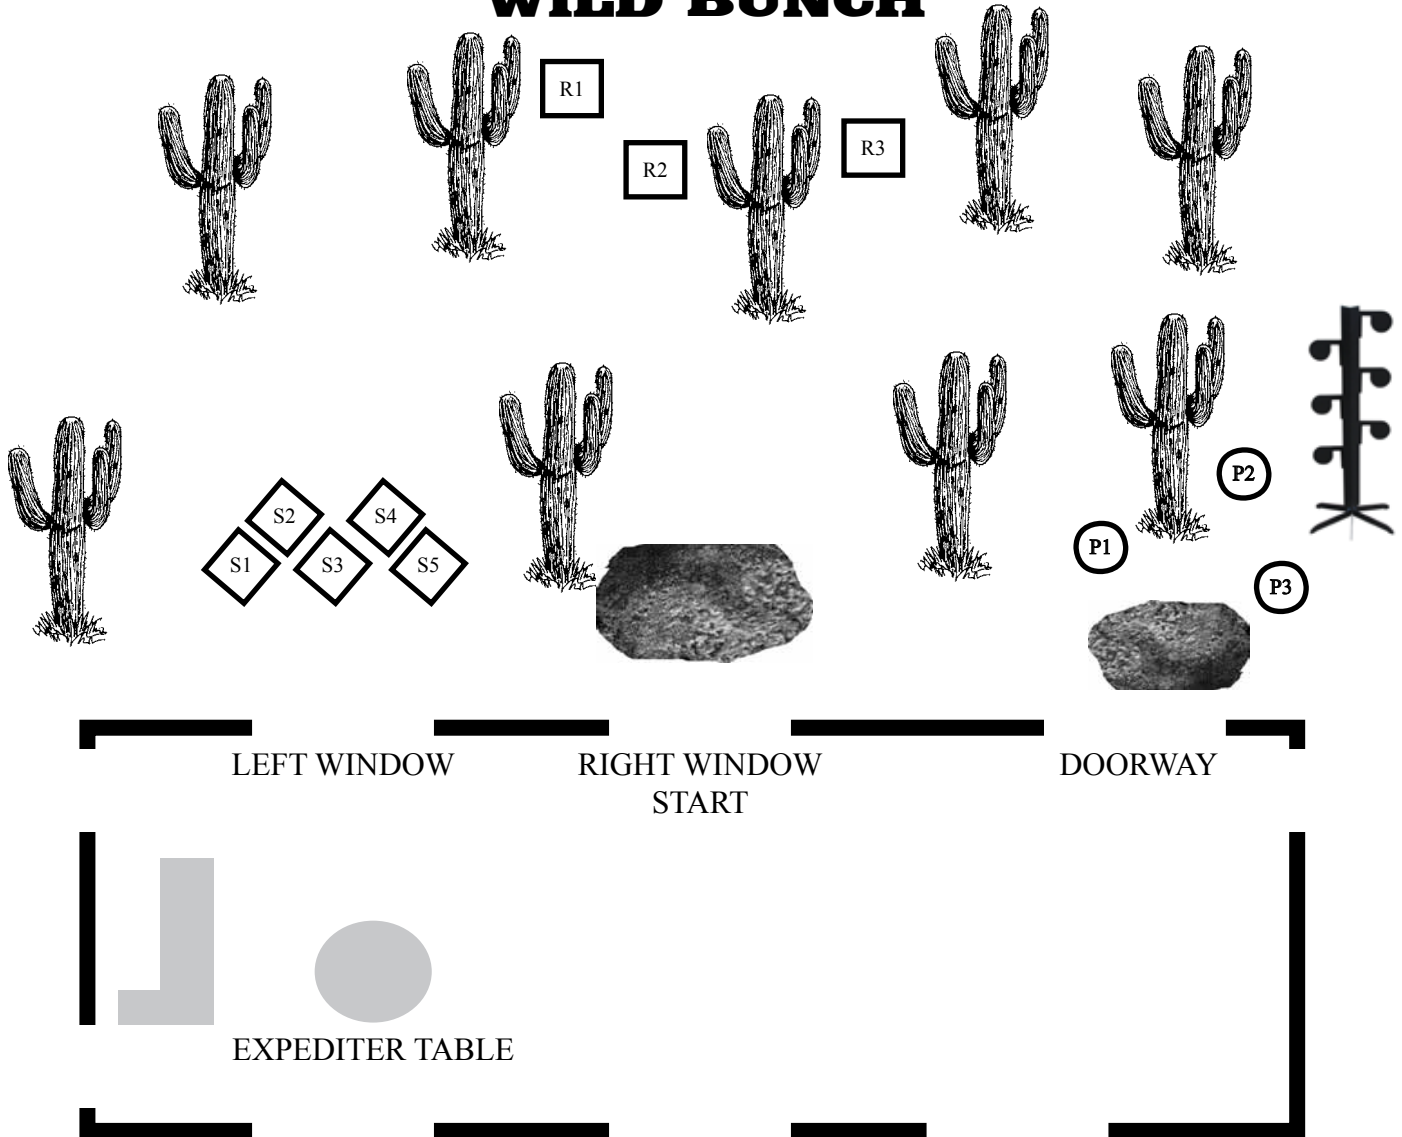 WILD BUNCH
R1
R2
R3
P2
S2
S4
P1
S1
S3
S5
P3
LEFT WINDOW
RIGHT WINDOW
START
DOORWAY
EXPEDITER TABLE